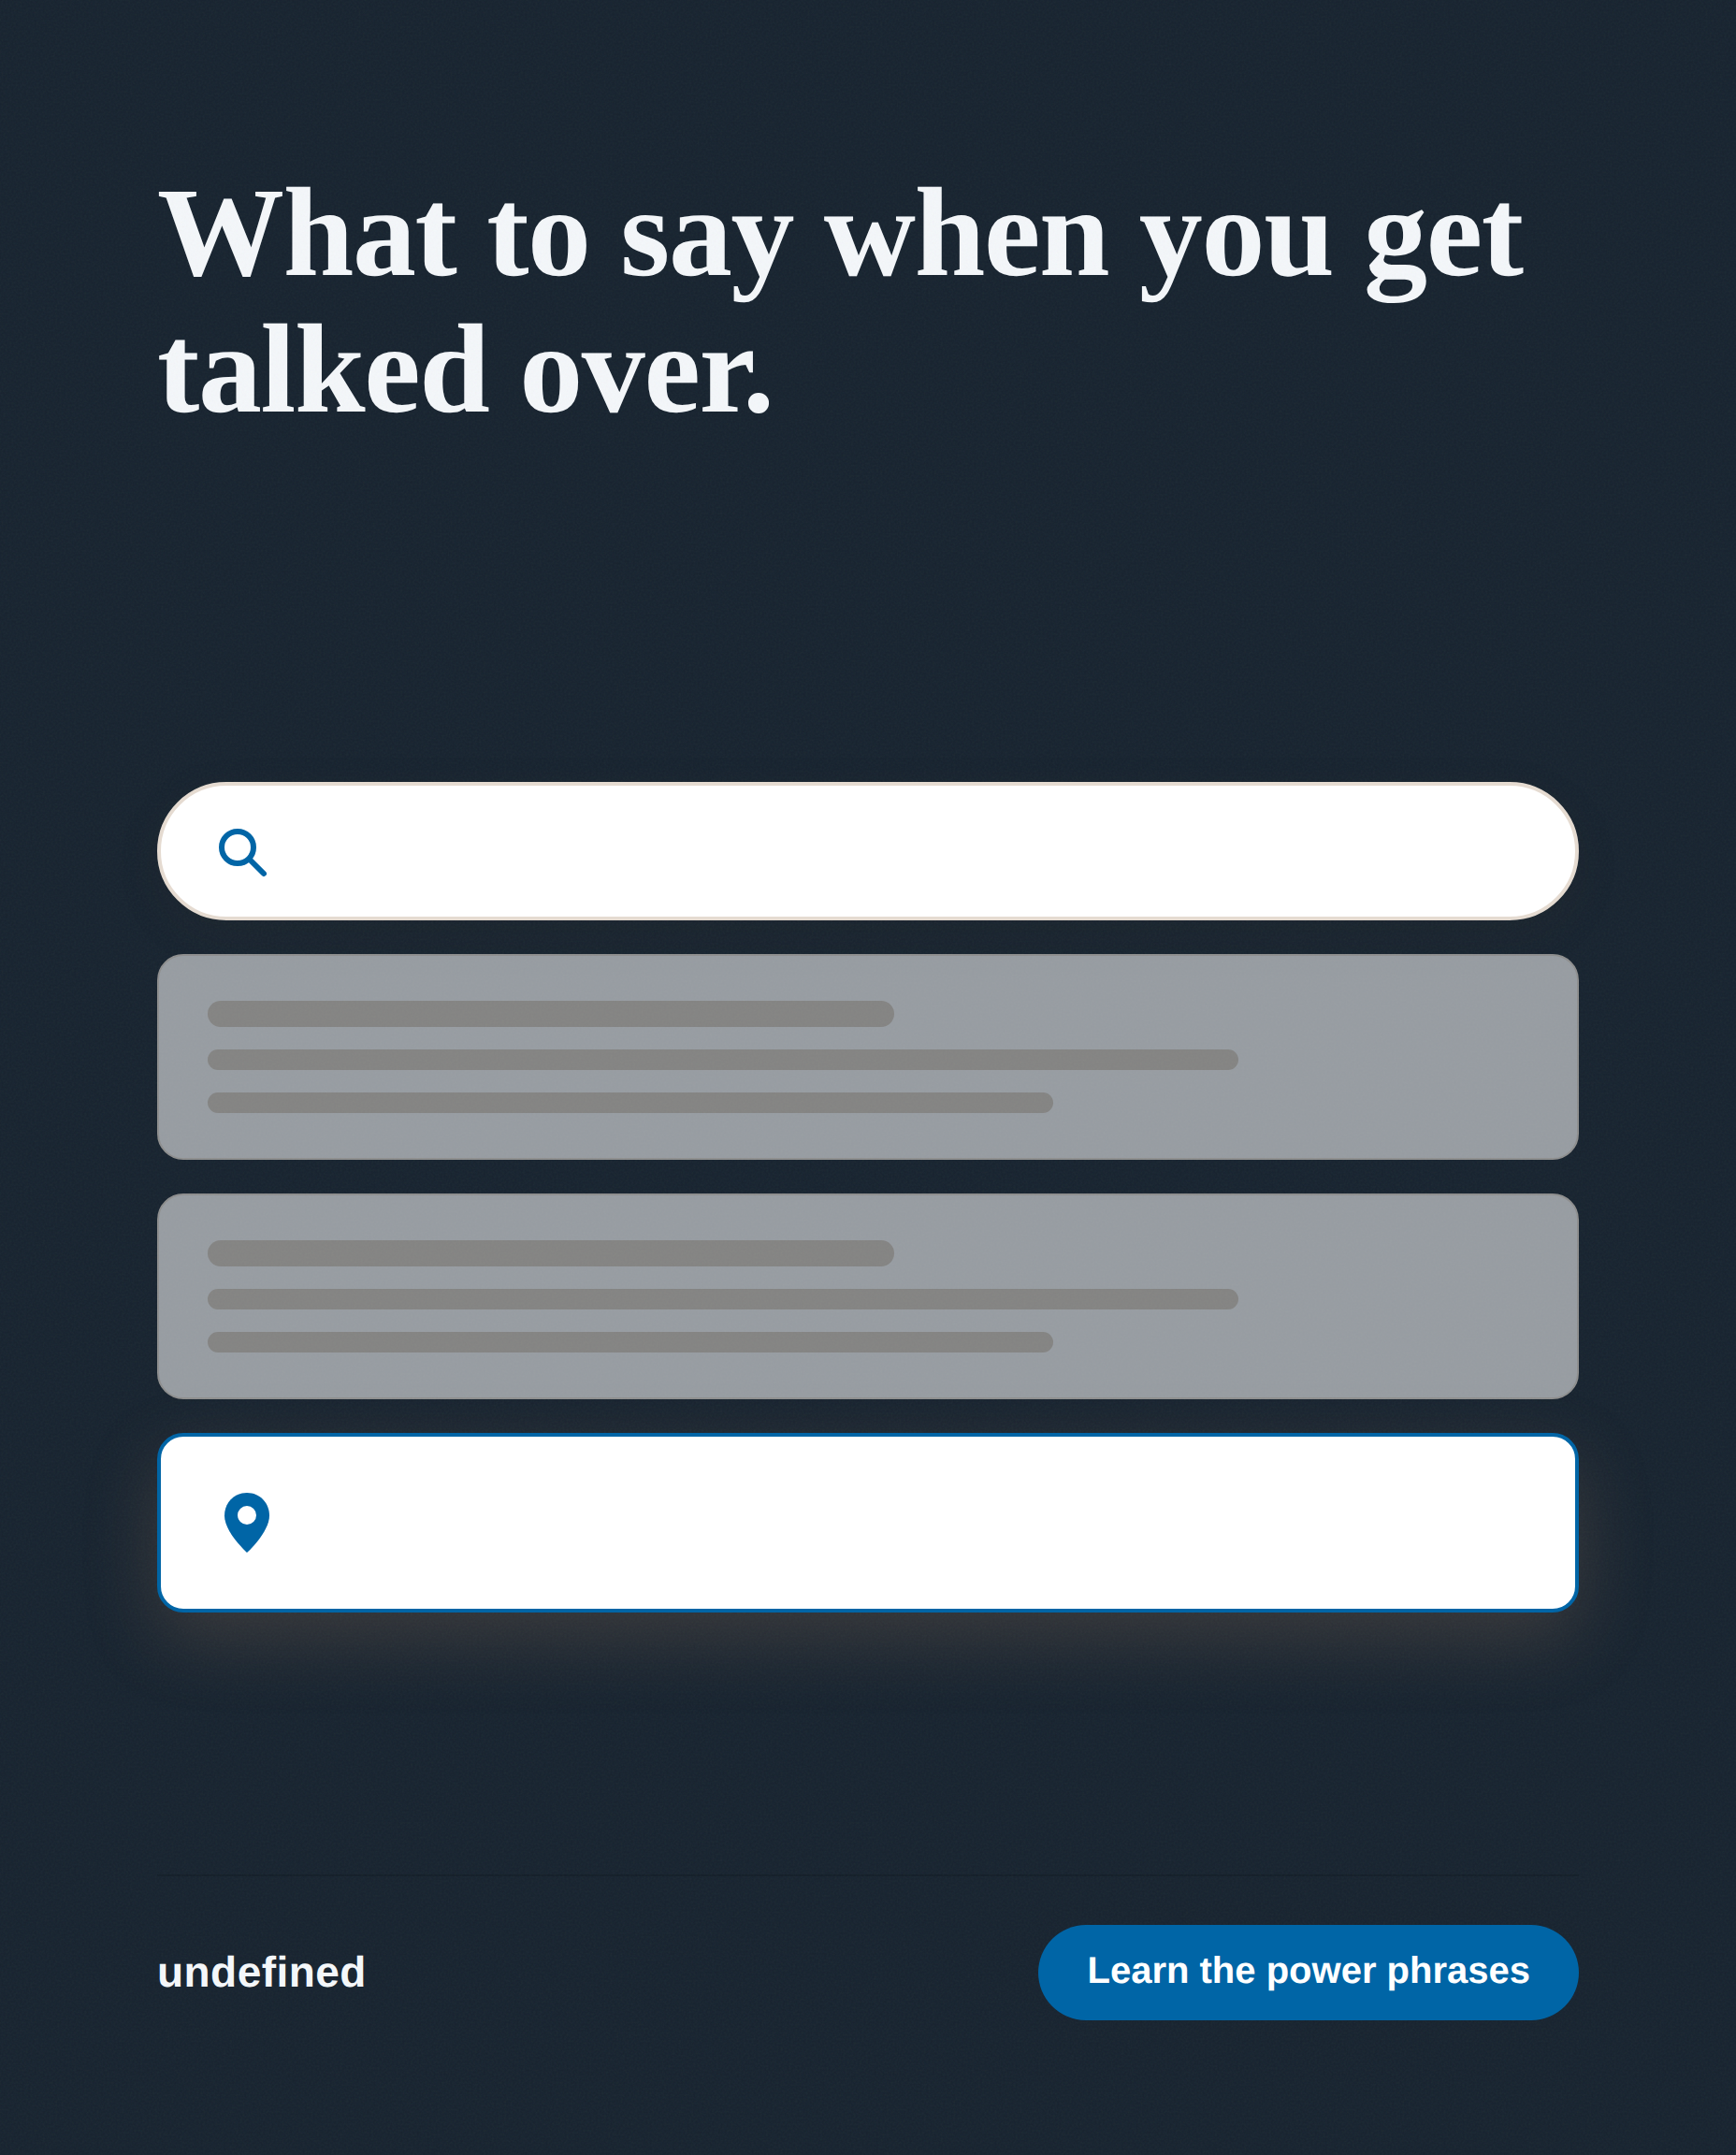 What to say when you get
talked over.
undefined
Learn the power phrases